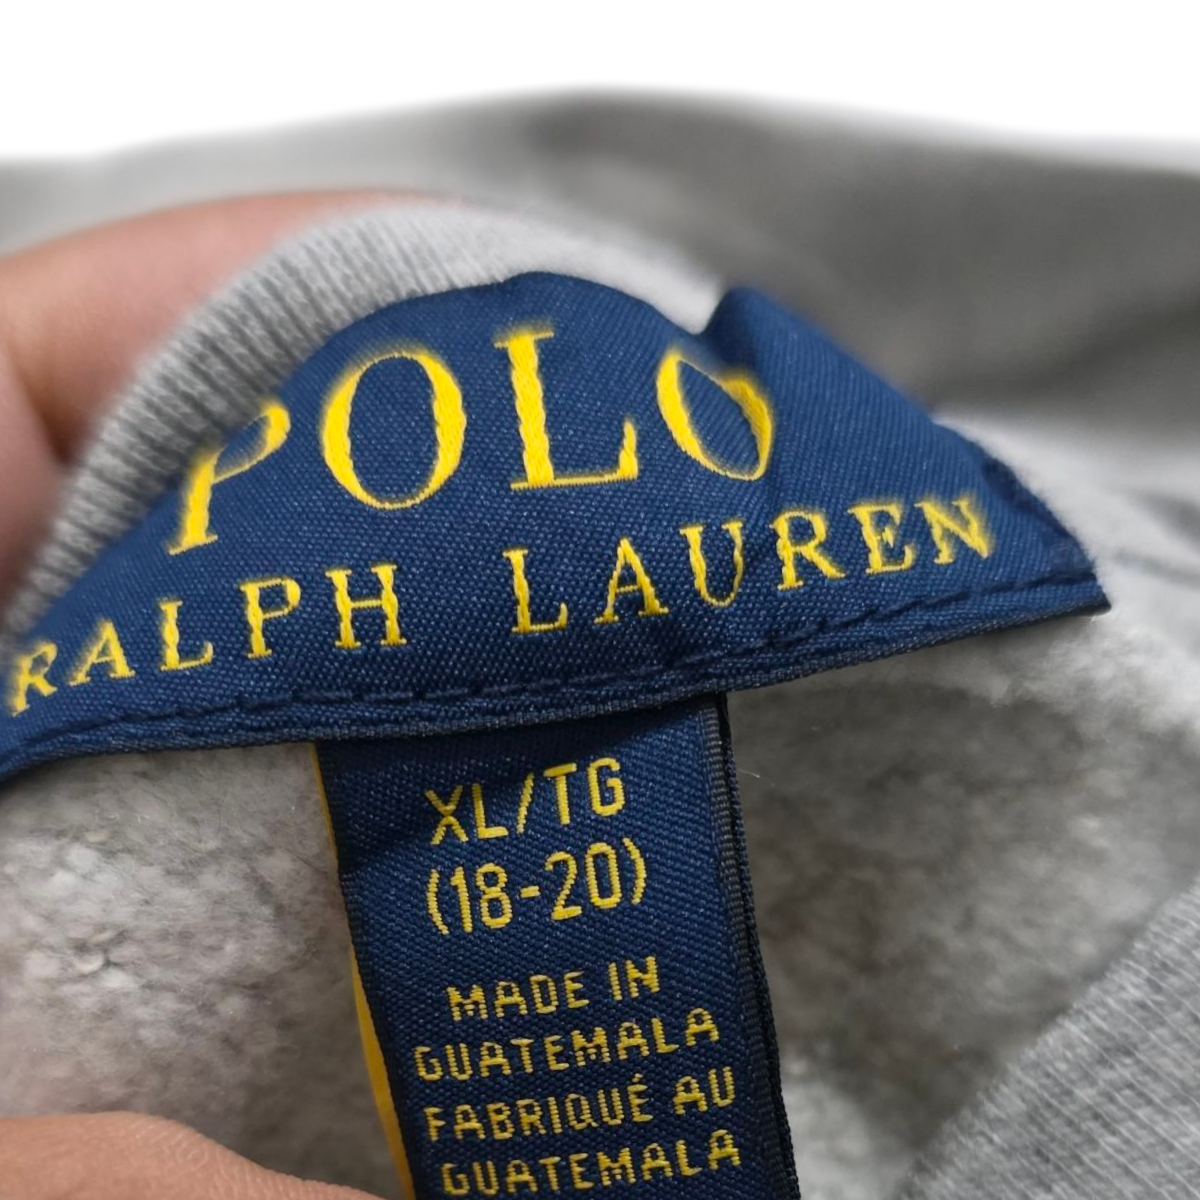 POLO
RALPH LAUREN
XL/TG
(18-20)
MADE IN
GUATEMALA
FABRIQUÉ AU
GUATEMALA